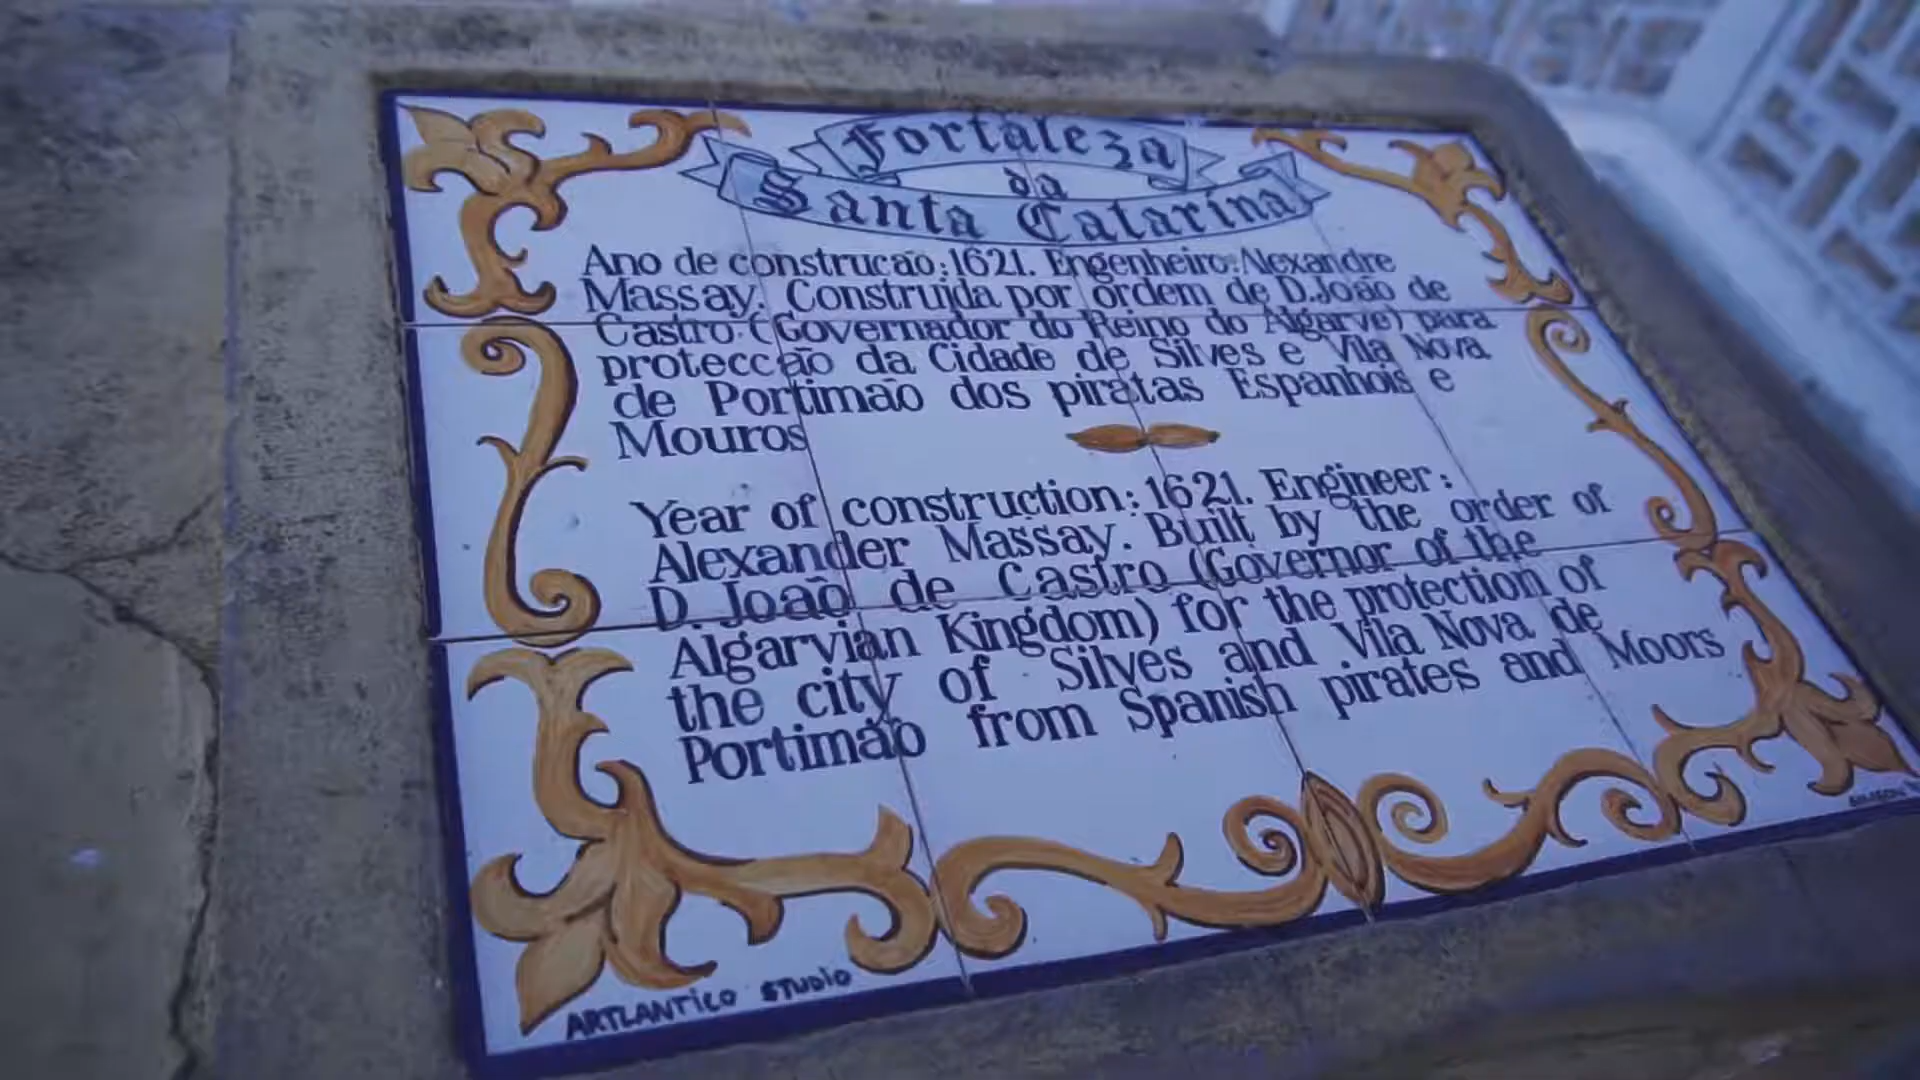 Fortaleza
da
Santa Catarina
Ano de construcão: 1621. Engenheiro: Alexandre
Massay. Construida por ordem de D. João de
Castro (Governador do Reino do Algarve) para
protecção da Cidade de Silves e Vila Nova
de Portimão dos piratas Espanhois e
Mouros
Year of construction: 1621. Engineer:
Alexander Massay. Built by the order of
D. João de Castro (Governor of the
Algarvian Kingdom) for the protection of
the city of Silves and Vila Nova de
Portimão from Spanish pirates and Moors
ARTLANTICO STUDIO